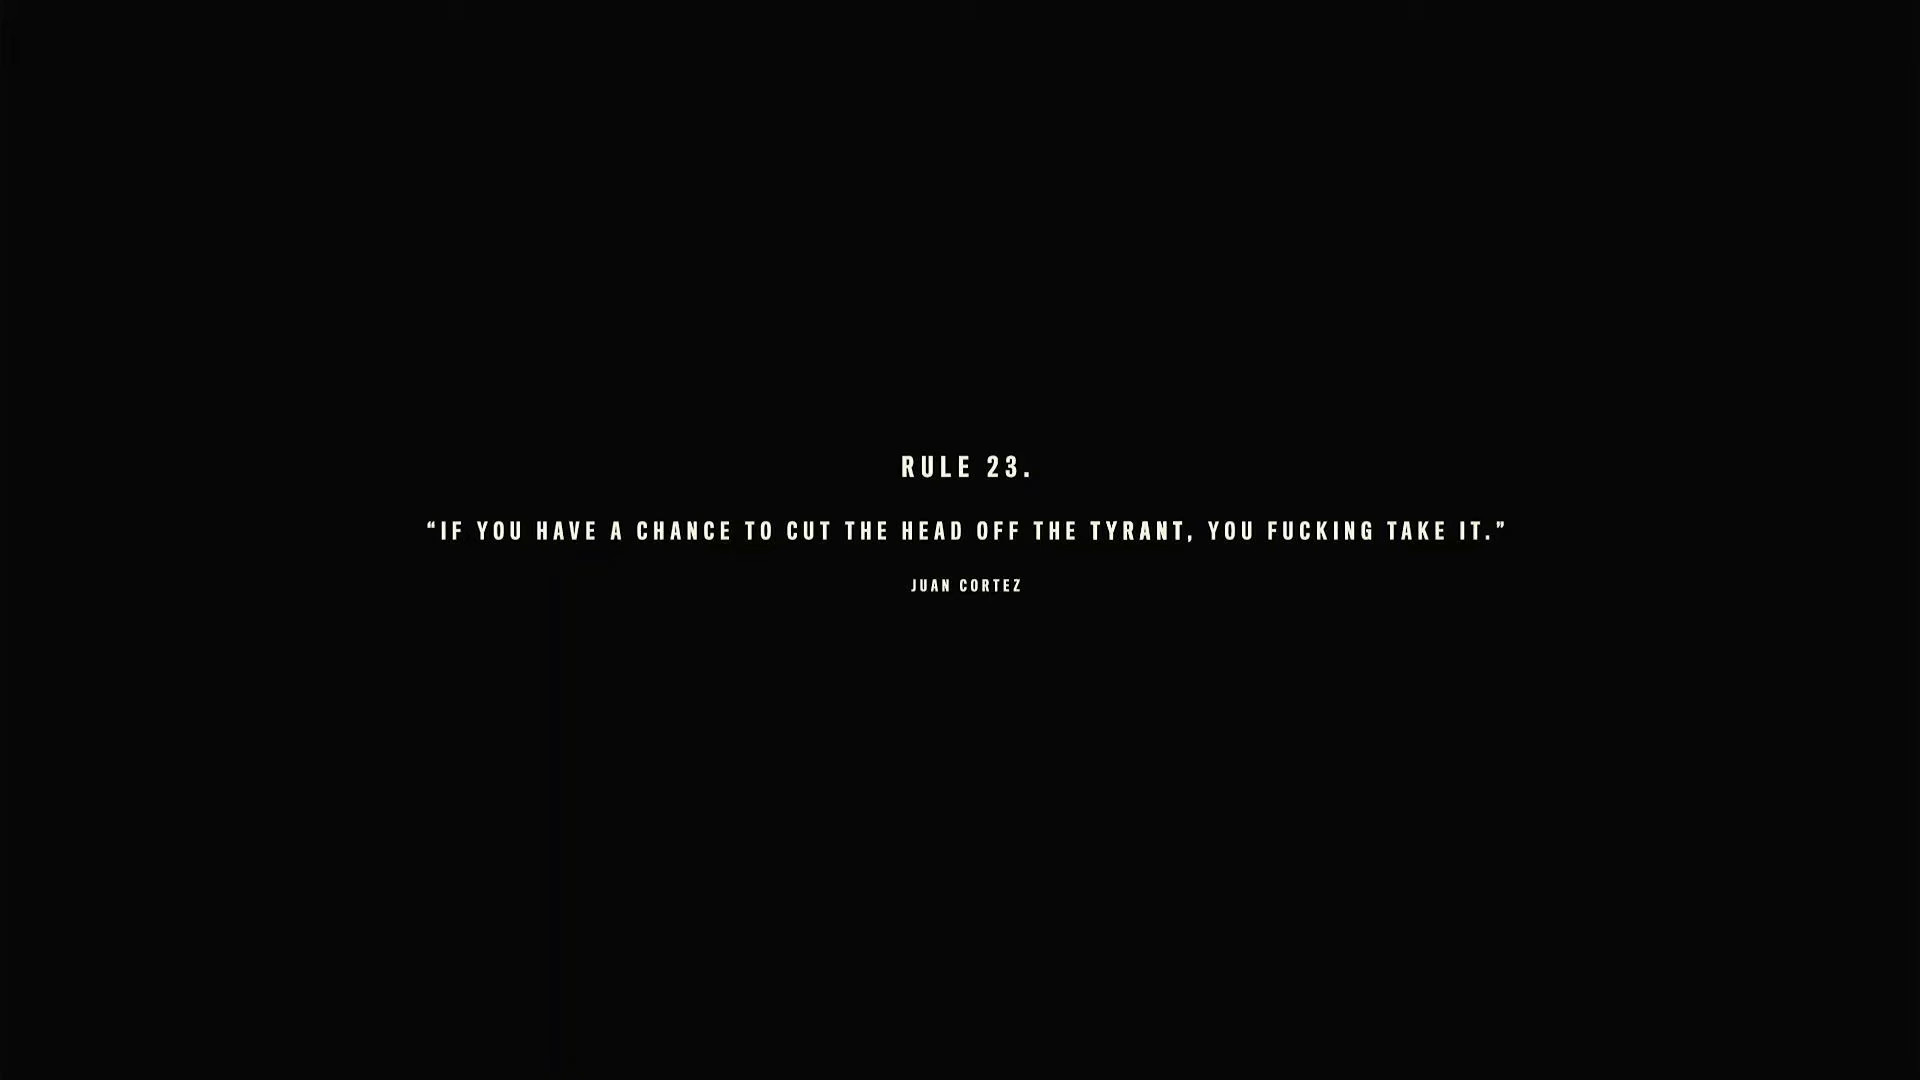 RULE 23.
“IF YOU HAVE A CHANCE TO CUT THE HEAD OFF THE TYRANT, YOU FUCKING TAKE IT.”
JUAN CORTEZ